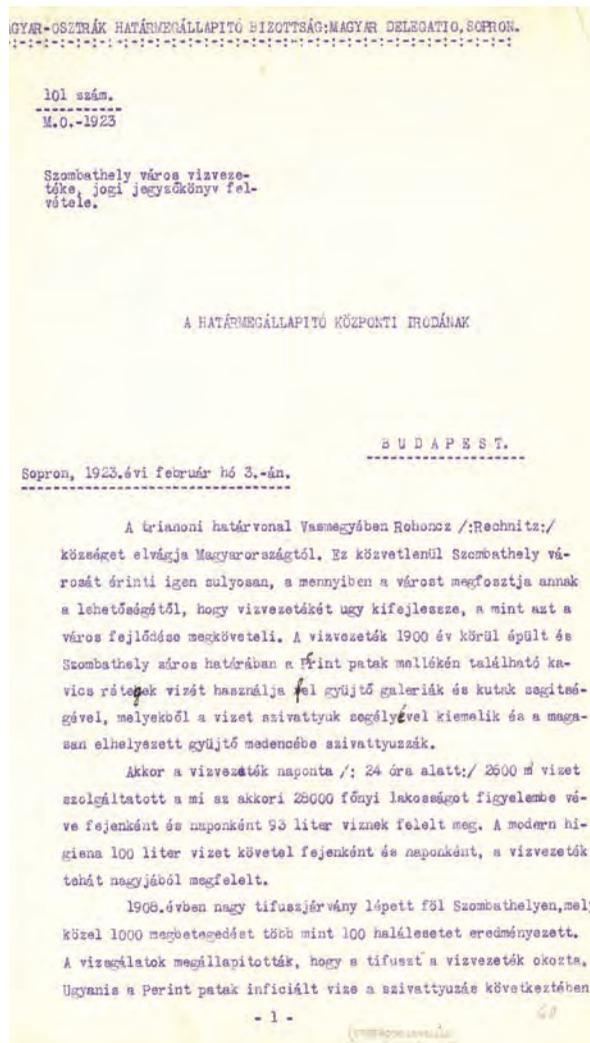 GYAR-OSZTRÁK HATÁRMEGÁLLAPITÓ BIZOTTSÁG:MAGYAR DELEGATIO,SOPRON.
101 szám.
M.O.-1923
Szombathely város vizveze-
téke, jogi jegyzőkönyv fel-
vétele.
A HATÁRMEGÁLLAPITÓ KÖZPONTI IRODÁNAK
BUDAPEST.
Sopron, 1923.évi február hó 3.-án.
A trianoni határvonal Vasmegyében Rohoncz /:Rechnitz:/
községet elvágja Magyarországtól. Ez közvetlenül Szombathely vá-
rosát érinti igen sulyosan, a mennyiben a várost megfosztja annak
a lehetőségétől, hogy vizvezetékét ugy kifejlessze, a mint azt a
város fejlődése megköveteli. A vizvezeték 1900 év körül épült és
Szombathely záros határában a Print patak mellékén található ka-
vics rétegek vizét használja fel gyüjtő galeriák és kutak segitsé-
gével, melyekből a vizet szivattyuk segélyével kiemelik és a maga-
san elhelyezett gyüjtő medencébe szivattyuzzák.
Akkor a vizvezeték naponta /: 24 óra alatt:/ 2600 m³ vizet
szolgáltatott a mi az akkori 28000 főnyi lakosságot figyelembe vé-
ve fejenként és naponként 93 liter viznek felelt meg. A modern hi-
giena 100 liter vizet követel fejenként és naponként, a vizvezeték
tehát nagyjából megfelelt.
1908.évben nagy tifuszjárvány lépett föl Szombathelyen,mely
közel 1000 megbetegedést több mint 100 halálesetet eredményezett.
A vizsgálatok megállapitották, hogy a tifuszt a vizvezeték okozta.
Ugyanis a Perint patak inficiált vize a szivattyuzás következtében
- 1 -